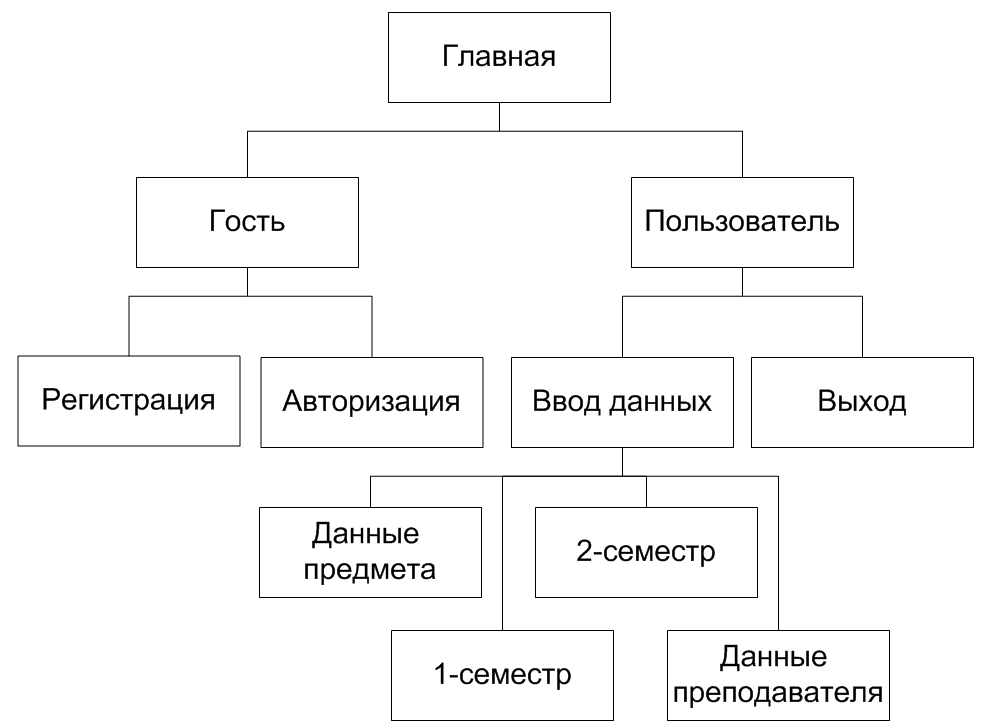 Главная
Гость
Пользователь
Регистрация
Авторизация
Ввод данных
Выход
Данные
предмета
2-семестр
1-семестр
Данные
преподавателя